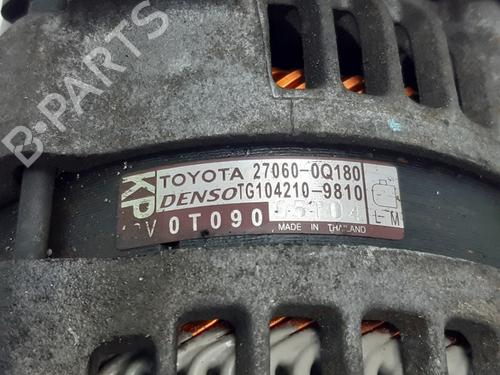 B-PARTS
KP
TOYOTA 27060-0Q180
DENSO TG104210-9810
V 0T090
MADE IN THAILAND
L-M